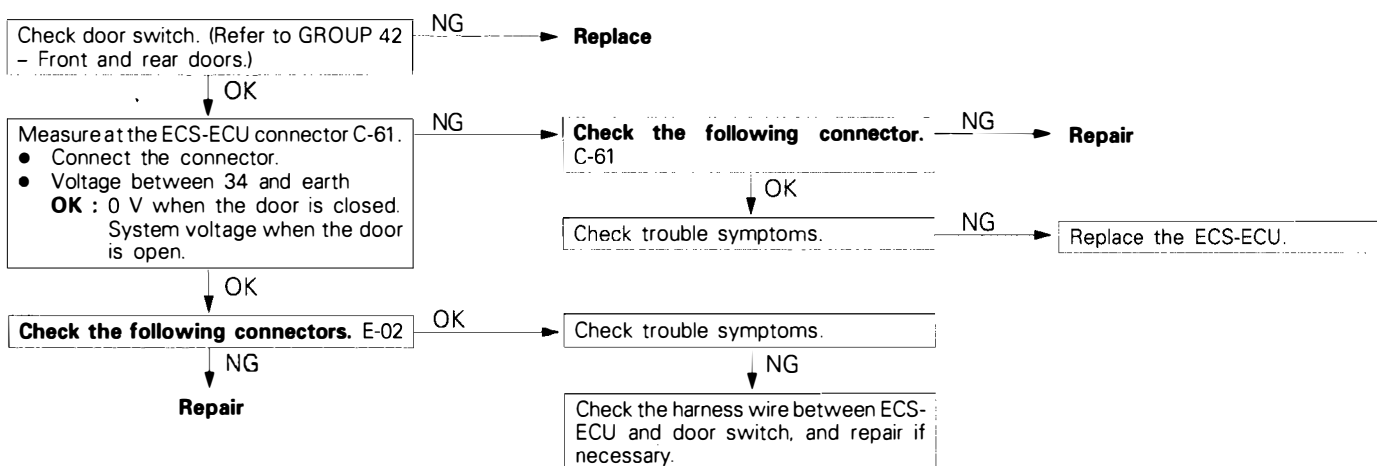 Check door switch. (Refer to GROUP 42
– Front and rear doors.)
NG
Replace
OK
Measure at the ECS-ECU connector C-61.
● Connect the connector.
● Voltage between 34 and earth
OK : 0 V when the door is closed.
System voltage when the door
is open.
NG
Check the following connector.
C-61
NG
Repair
OK
Check trouble symptoms.
NG
Replace the ECS-ECU.
OK
Check the following connectors. E-02
OK
Check trouble symptoms.
NG
Repair
NG
Check the harness wire between ECS-
ECU and door switch, and repair if
necessary.